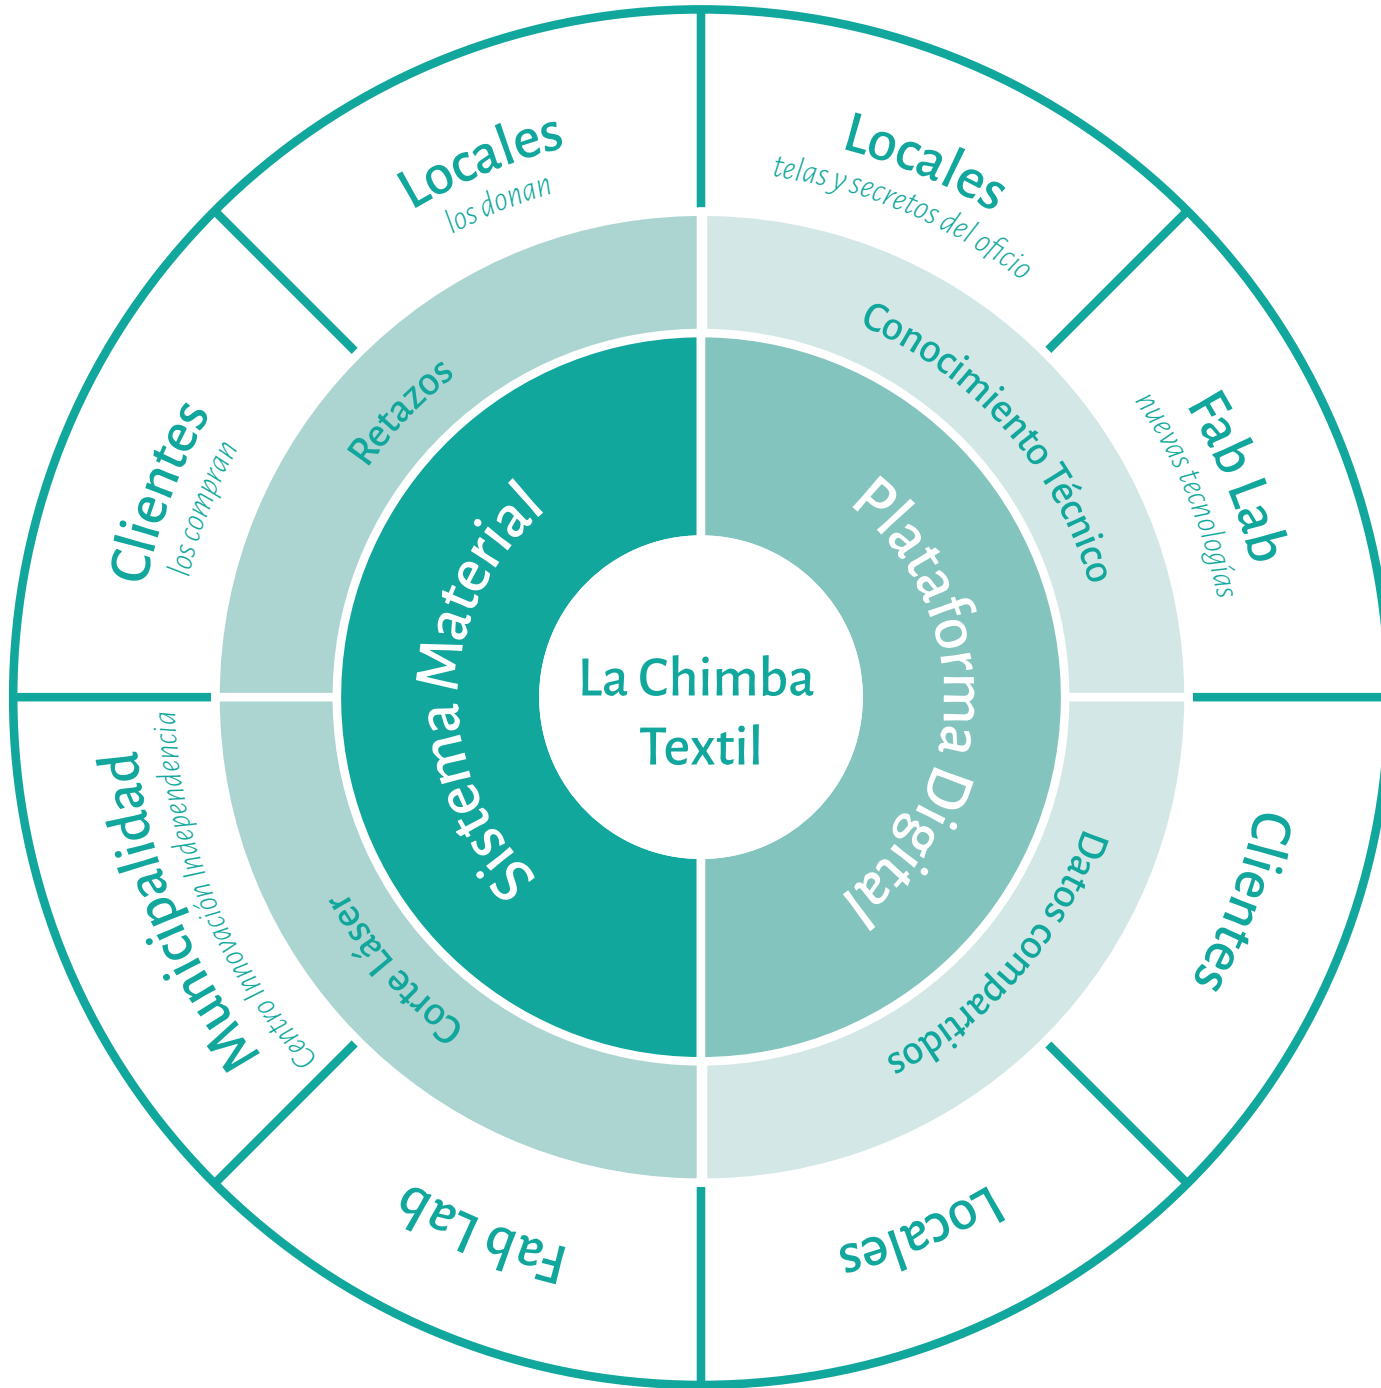 La Chimba
Textil
Sistema Material
Plataforma Digital
Retazos
Conocimiento Técnico
Datos compartidos
Corte Láser
Locales
los donan
Locales
telas y secretos del oficio
Fab Lab
nuevas tecnologías
Clientes
Locales
Fab Lab
Municipalidad
Centro Innovación Independencia
Clientes
los compran